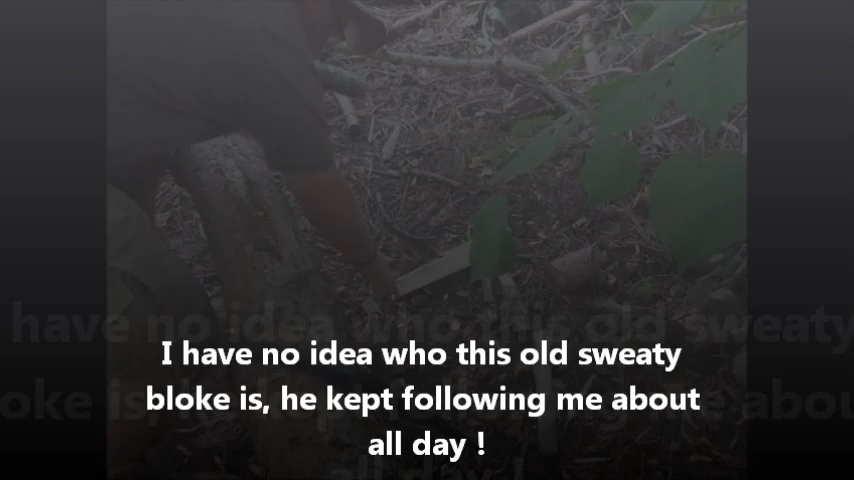 I have no idea who this old sweaty
bloke is, he kept following me about
all day !